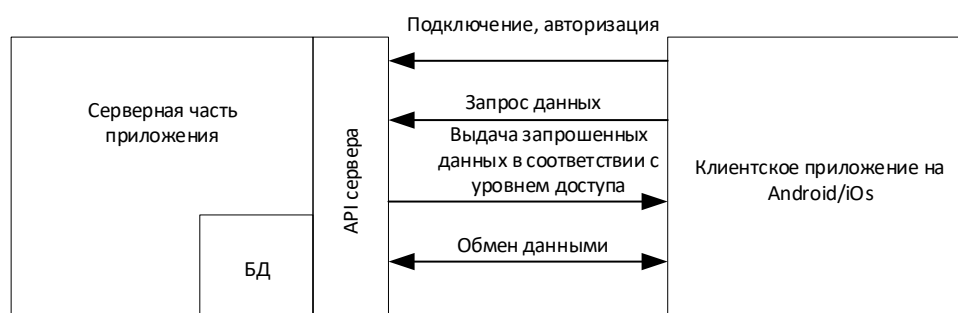 Подключение, авторизация
Серверная часть
приложения
БД
API сервера
Запрос данных
Выдача запрошенных
данных в соответствии с
уровнем доступа
Обмен данными
Клиентское приложение на
Android/iOs